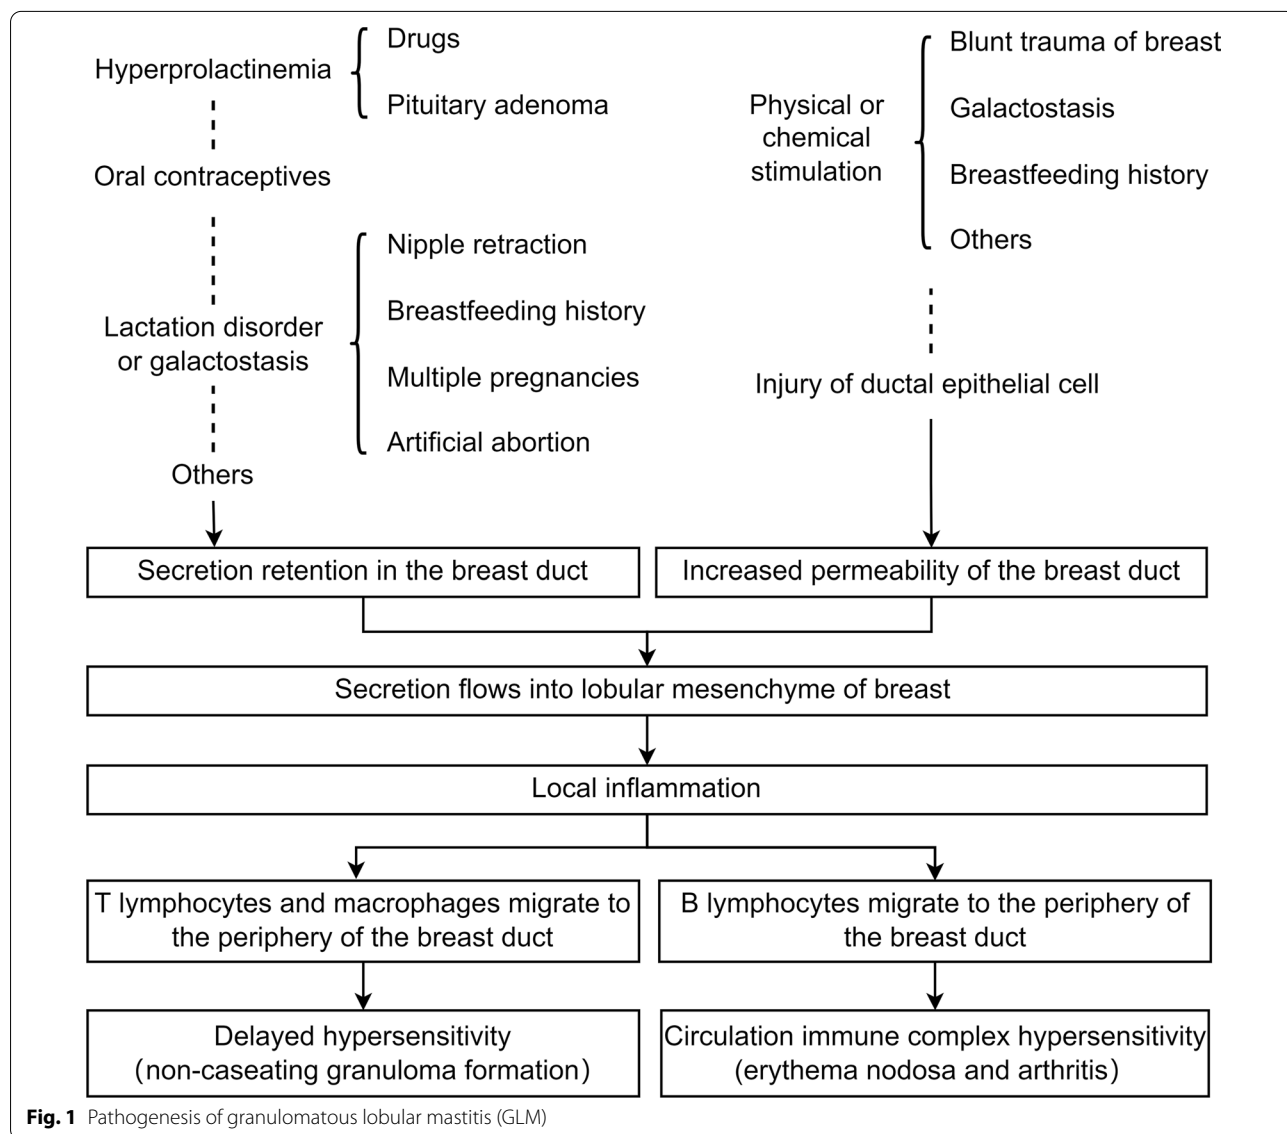 Hyperprolactinemia
Drugs
Pituitary adenoma
Oral contraceptives
Lactation disorder
or galactostasis
Nipple retraction
Breastfeeding history
Multiple pregnancies
Artificial abortion
Others
Physical or
chemical
stimulation
Blunt trauma of breast
Galactostasis
Breastfeeding history
Others
Injury of ductal epithelial cell
Secretion retention in the breast duct
Increased permeability of the breast duct
Secretion flows into lobular mesenchyme of breast
Local inflammation
T lymphocytes and macrophages migrate to
the periphery of the breast duct
B lymphocytes migrate to the periphery of
the breast duct
Delayed hypersensitivity
(non-caseating granuloma formation)
Circulation immune complex hypersensitivity
(erythema nodosa and arthritis)
Fig. 1 Pathogenesis of granulomatous lobular mastitis (GLM)